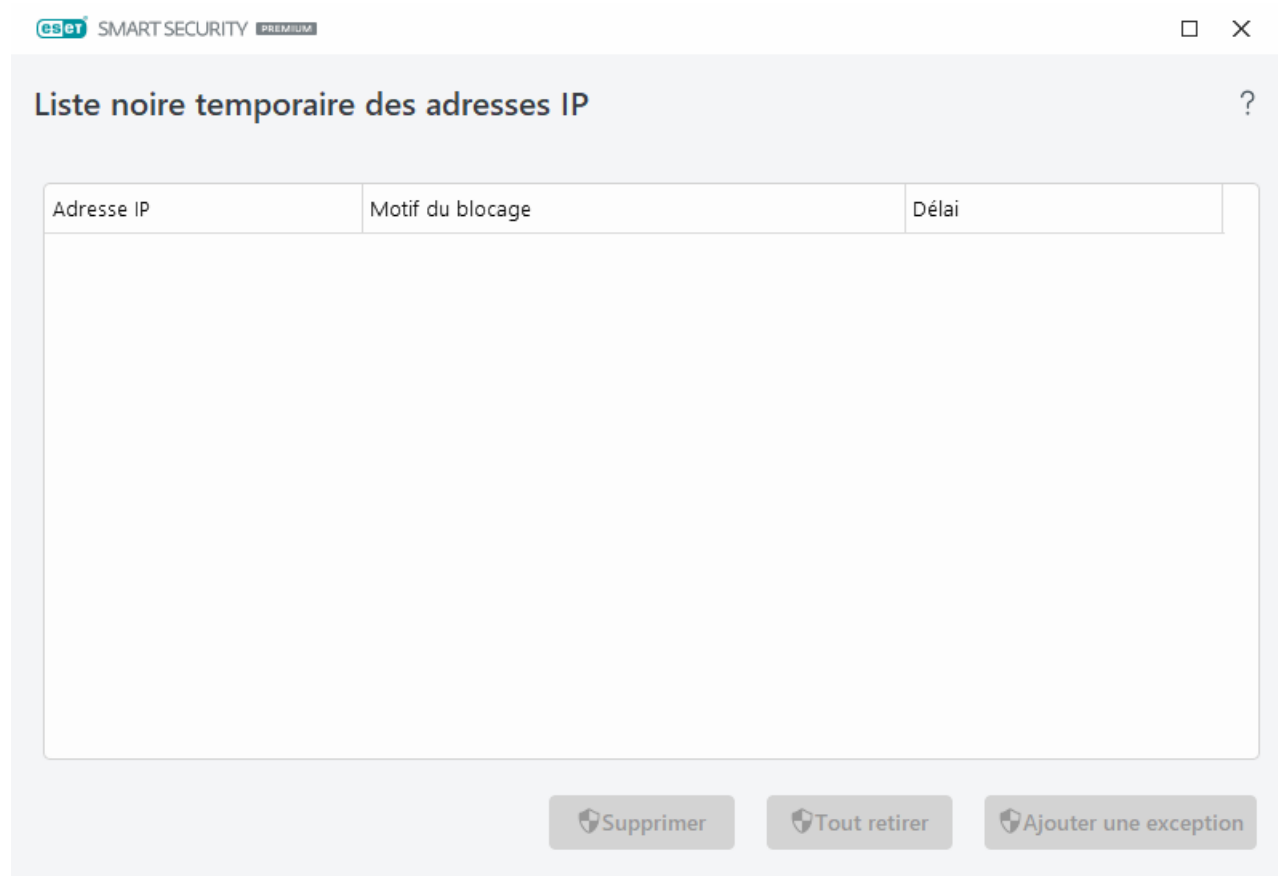 eset SMART SECURITY PREMIUM
Liste noire temporaire des adresses IP ?
Adresse IP Motif du blocage Délai
Supprimer Tout retirer Ajouter une exception